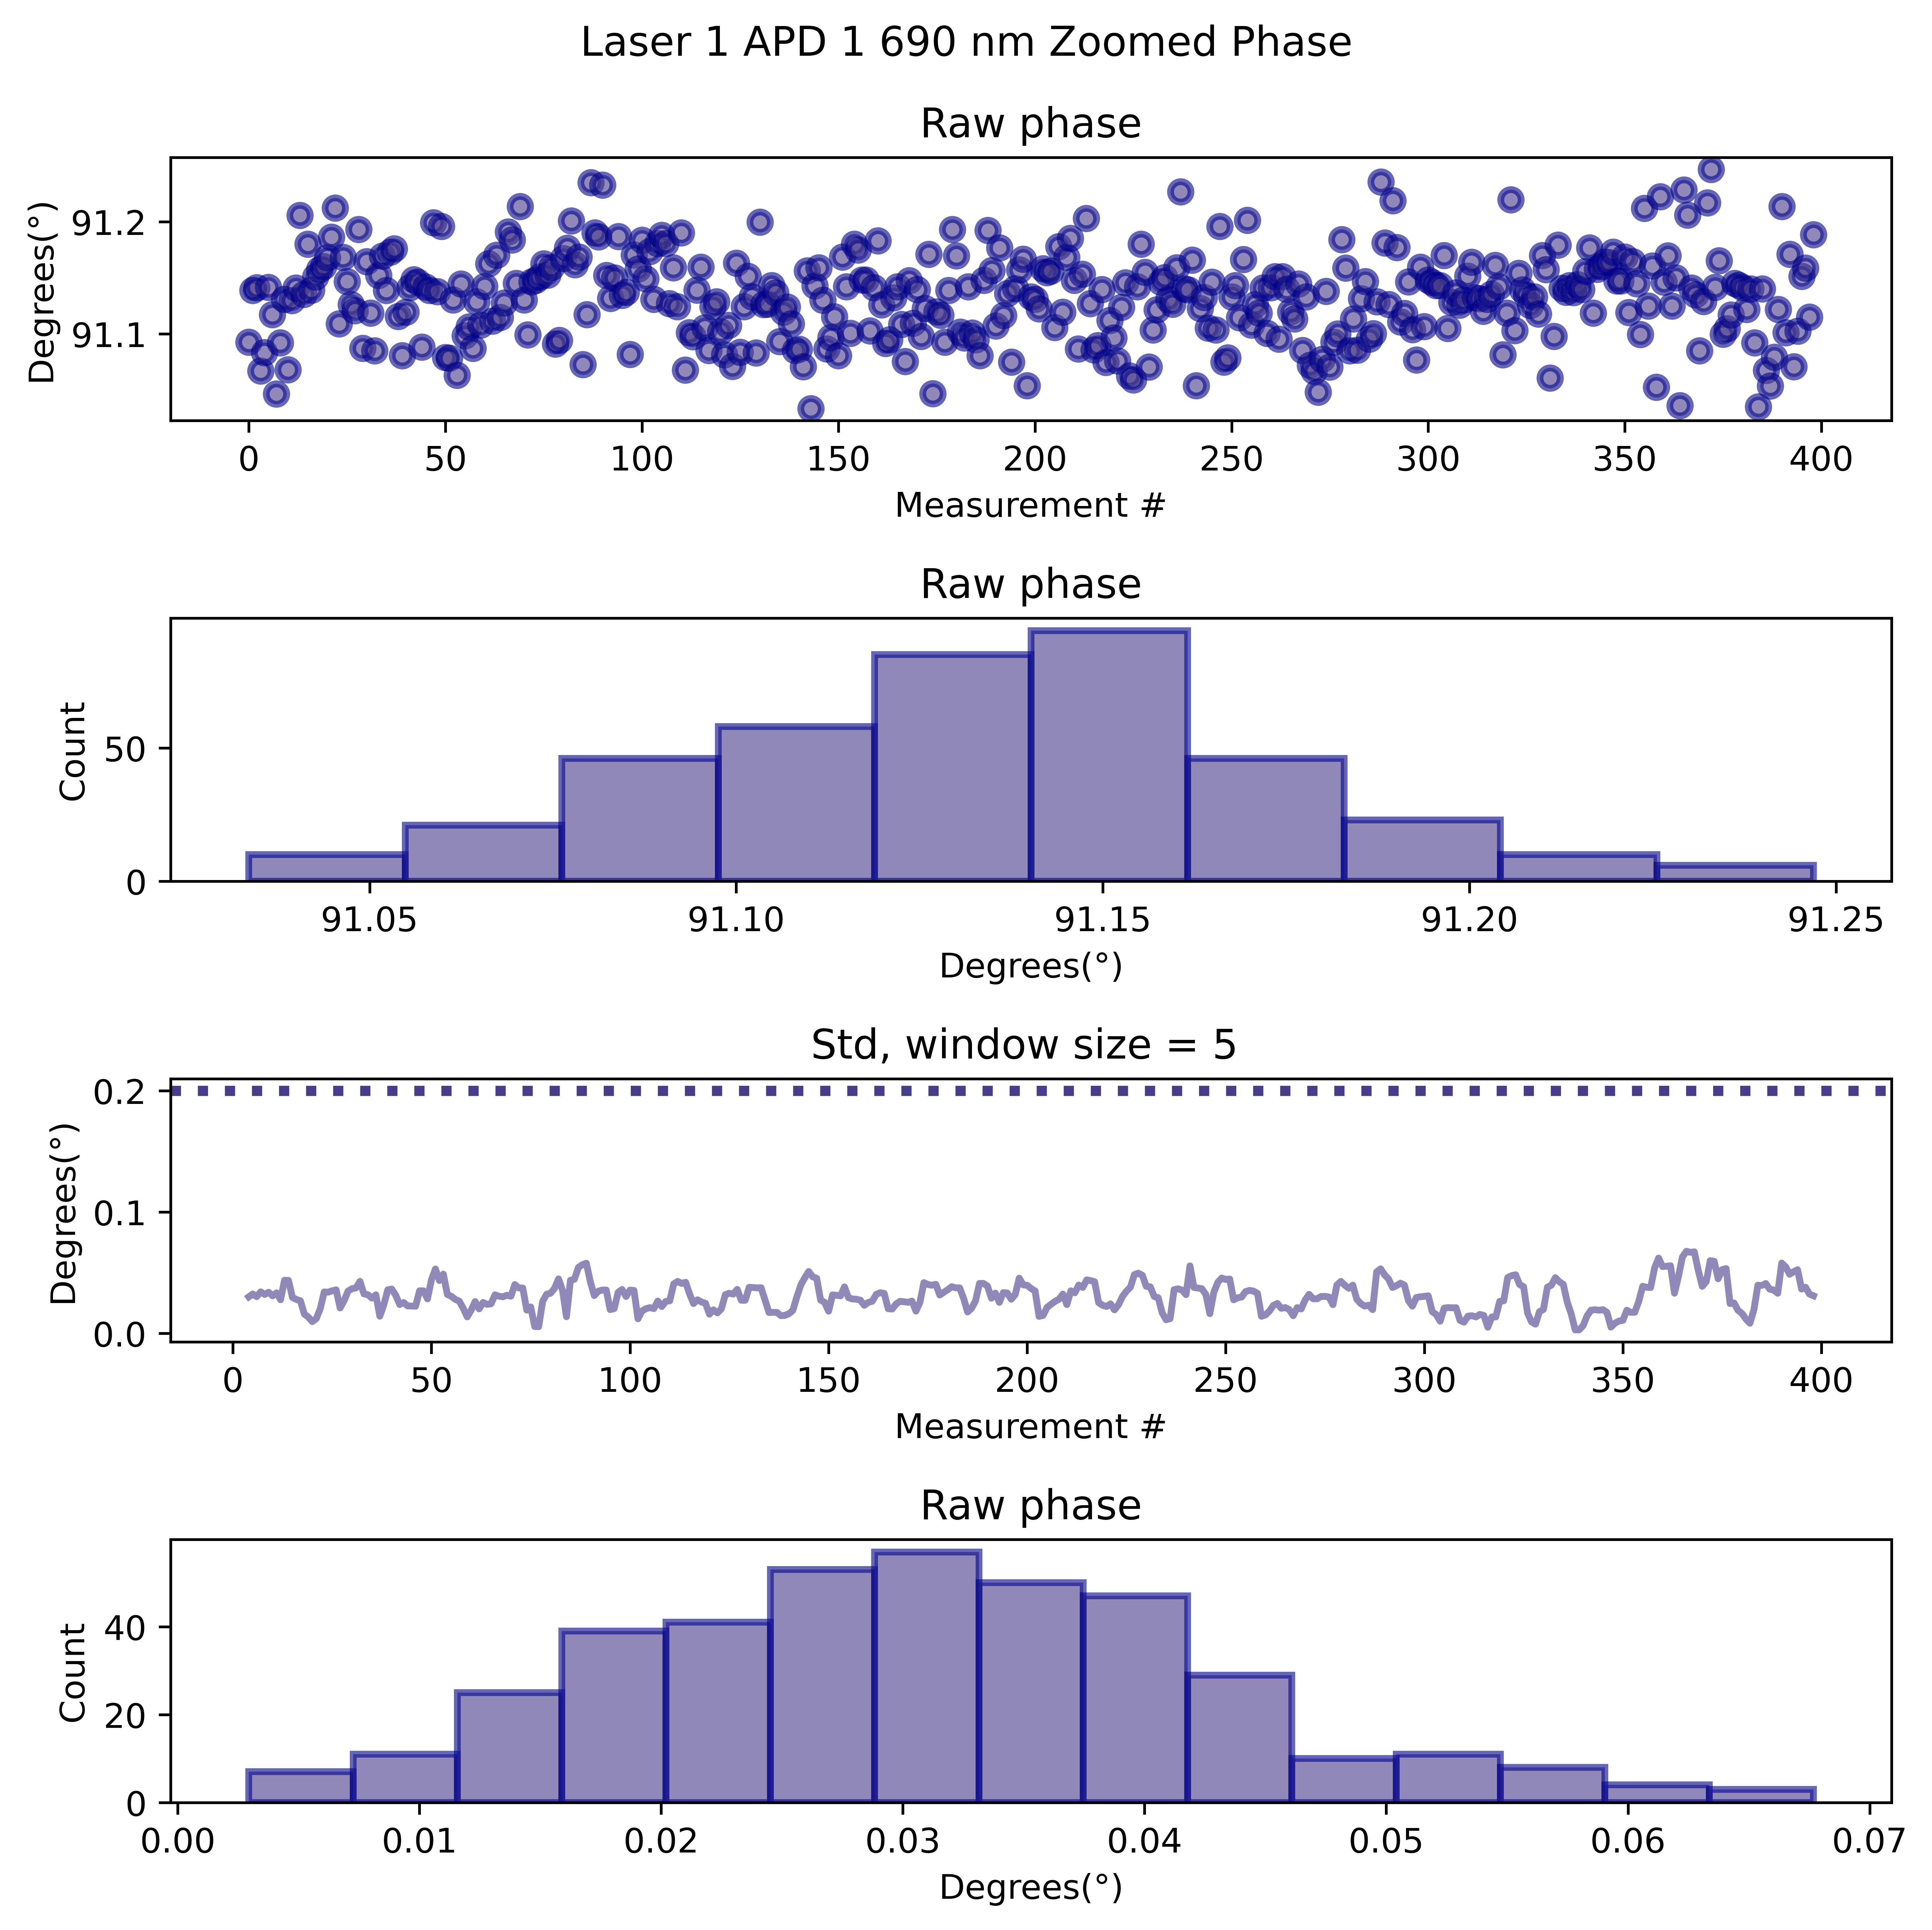 Laser 1 APD 1 690 nm Zoomed Phase
Raw phase
Degrees(°)
91.2
91.1
0 50 100 150 200 250 300 350 400
Measurement #
Raw phase
Count
50
0
91.05 91.10 91.15 91.20 91.25
Degrees(°)
Std, window size = 5
Degrees(°)
0.2
0.1
0.0
0 50 100 150 200 250 300 350 400
Measurement #
Raw phase
Count
40
20
0
0.00 0.01 0.02 0.03 0.04 0.05 0.06 0.07
Degrees(°)